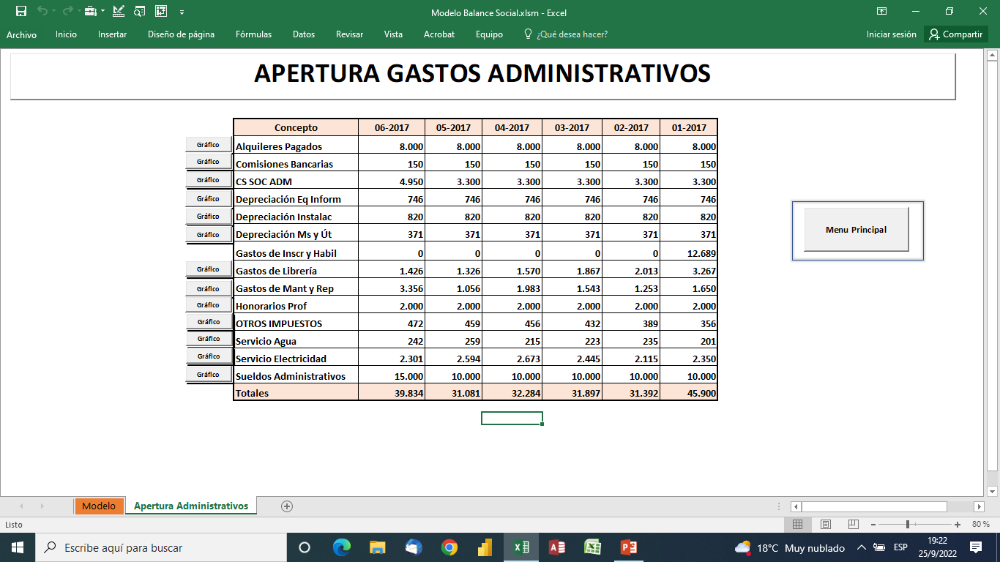 Modelo Balance Social.xlsm - Excel
Archivo Inicio Insertar Diseño de página Fórmulas Datos Revisar Vista Acrobat Equipo ¿Qué desea hacer? Iniciar sesión Compartir
APERTURA GASTOS ADMINISTRATIVOS
Concepto 06-2017 05-2017 04-2017 03-2017 02-2017 01-2017
Gráfico Alquileres Pagados 8.000 8.000 8.000 8.000 8.000 8.000
Gráfico Comisiones Bancarias 150 150 150 150 150 150
Gráfico CS SOC ADM 4.950 3.300 3.300 3.300 3.300 3.300
Gráfico Depreciación Eq Inform 746 746 746 746 746 746
Gráfico Depreciación Instalac 820 820 820 820 820 820
Gráfico Depreciación Ms y Út 371 371 371 371 371 371
Gastos de Inscr y Habil 0 0 0 0 0 12.689
Gráfico Gastos de Librería 1.426 1.326 1.570 1.867 2.013 3.267
Gráfico Gastos de Mant y Rep 3.356 1.056 1.983 1.543 1.253 1.650
Gráfico Honorarios Prof 2.000 2.000 2.000 2.000 2.000 2.000
Gráfico OTROS IMPUESTOS 472 459 456 432 389 356
Gráfico Servicio Agua 242 259 215 223 235 201
Gráfico Servicio Electricidad 2.301 2.594 2.673 2.445 2.115 2.350
Gráfico Sueldos Administrativos 15.000 10.000 10.000 10.000 10.000 10.000
Totales 39.834 31.081 32.284 31.897 31.392 45.900
Menu Principal
Modelo Apertura Administrativos
Listo 80 %
Escribe aquí para buscar 18°C Muy nublado ESP 19:22
25/9/2022